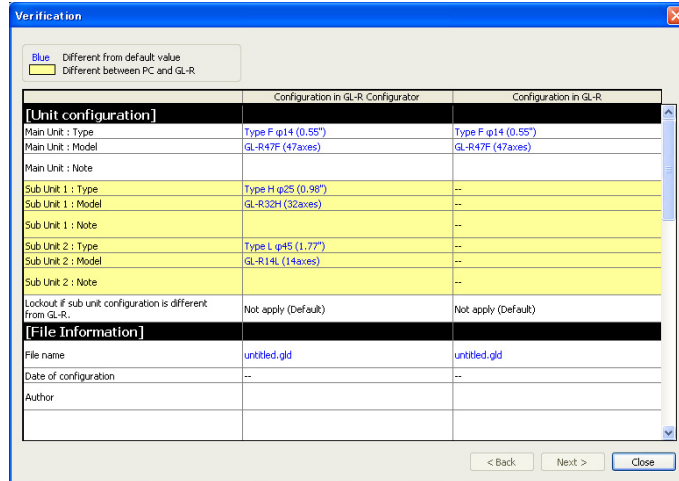 Verification
Blue Different from default value
Different between PC and GL-R
Configuration in GL-R Configurator Configuration in GL-R
[Unit configuration]
Main Unit : Type Type F φ14 (0.55") Type F φ14 (0.55")
Main Unit : Model GL-R47F (47axes) GL-R47F (47axes)
Main Unit : Note
Sub Unit 1 : Type Type H φ25 (0.98") --
Sub Unit 1 : Model GL-R32H (32axes) --
Sub Unit 1 : Note --
Sub Unit 2 : Type Type L φ45 (1.77") --
Sub Unit 2 : Model GL-R14L (14axes) --
Sub Unit 2 : Note --
Lockout if sub unit configuration is different
from GL-R. Not apply (Default) Not apply (Default)
[File Information]
File name untitled.gld untitled.gld
Date of configuration -- --
Author
< Back Next > Close